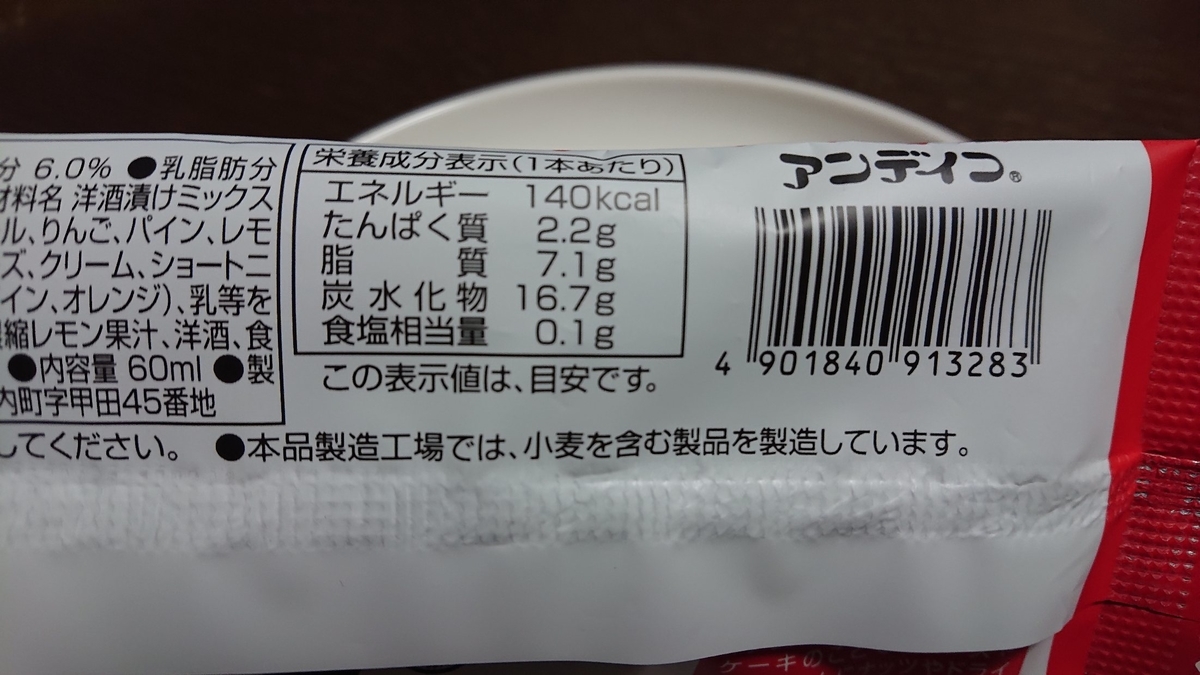 分 6.0% ●乳脂肪分
材料名 洋酒漬けミックス
ル、りんご、パイン、レモ
ズ、クリーム、ショートニ
イン、オレンジ)、乳等を
縮レモン果汁、洋酒、食
●内容量 60ml ●製
内町字甲田45番地
してください。 ●本品製造工場では、小麦を含む製品を製造しています。
栄養成分表示(1本あたり)
エネルギー 140kcal
たんぱく質 2.2g
脂質 7.1g
炭水化物 16.7g
食塩相当量 0.1g
この表示値は、目安です。
アンデイコ®
4 901840 913283
ケーキの